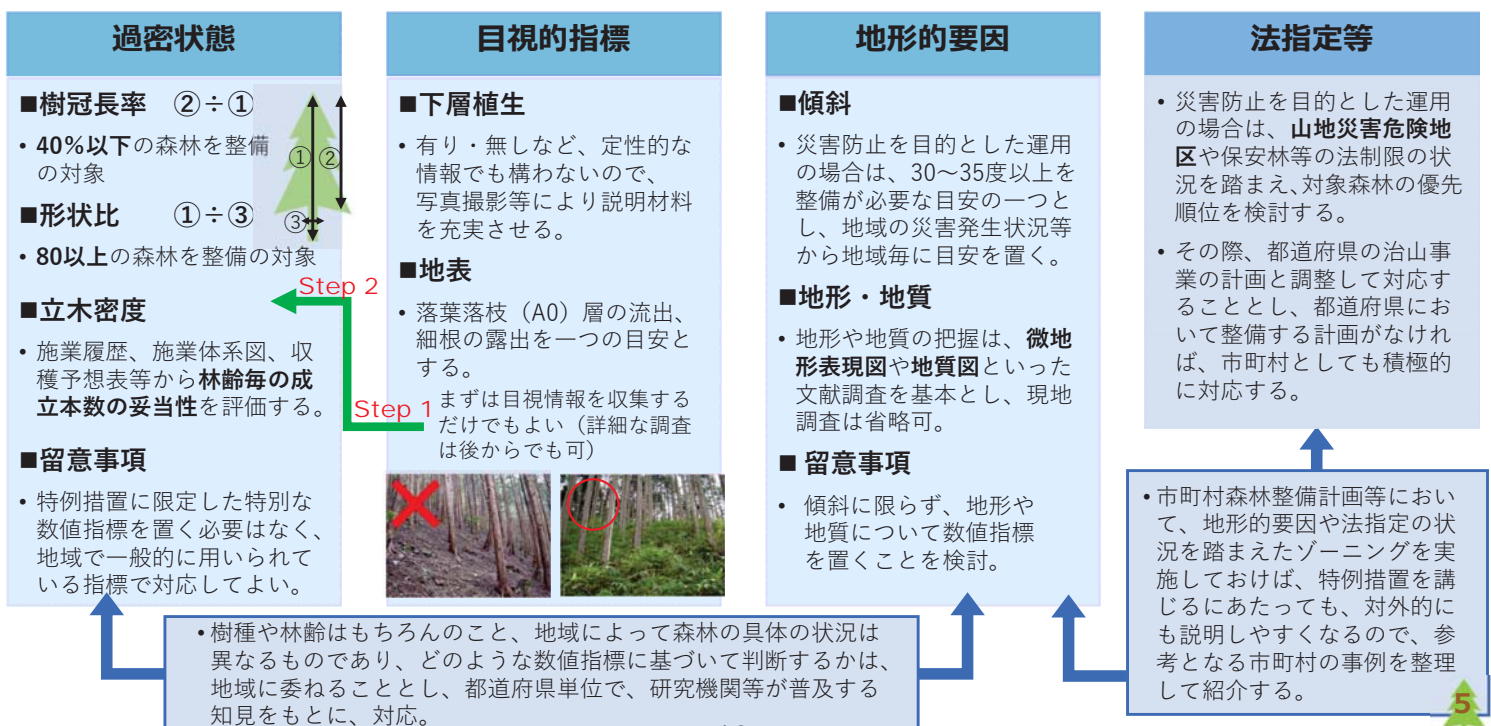 過密状態
■樹冠長率 ②÷①
• 40%以下の森林を整備
の対象
① ②
③
■形状比 ①÷③
• 80以上の森林を整備の対象
■立木密度
• 施業履歴、施業体系図、収
穫予想表等から林齢毎の成
立本数の妥当性を評価する。
■留意事項
• 特例措置に限定した特別な
数値指標を置く必要はなく、
地域で一般的に用いられて
いる指標で対応してよい。
Step 2
Step 1
目視的指標
■下層植生
• 有り・無しなど、定性的な
情報でも構わないので、
写真撮影等により説明材料
を充実させる。
■地表
• 落葉落枝（A0）層の流出、
細根の露出を一つの目安と
する。
まずは目視情報を収集する
だけでもよい（詳細な調査
は後からでも可）
地形的要因
■傾斜
• 災害防止を目的とした運用
の場合は、30～35度以上を
整備が必要な目安の一つと
し、地域の災害発生状況等
から地域毎に目安を置く。
■地形・地質
• 地形や地質の把握は、微地
形表現図や地質図といった
文献調査を基本とし、現地
調査は省略可。
■ 留意事項
• 傾斜に限らず、地形や
地質について数値指標
を置くことを検討。
法指定等
• 災害防止を目的とした運用
の場合は、山地災害危険地
区や保安林等の法制限の状
況を踏まえ、対象森林の優先
順位を検討する。
• その際、都道府県の治山事
業の計画と調整して対応す
ることとし、都道府県にお
いて整備する計画がなけれ
ば、市町村としても積極的
に対応する。
• 樹種や林齢はもちろんのこと、地域によって森林の具体の状況は
異なるものであり、どのような数値指標に基づいて判断するかは、
地域に委ねることとし、都道府県単位で、研究機関等が普及する
知見をもとに、対応。
• 市町村森林整備計画等におい
て、地形的要因や法指定の状
況を踏まえたゾーニングを実
施しておけば、特例措置を講
じるにあたっても、対外的に
も説明しやすくなるので、参
考となる市町村の事例を整理
して紹介する。
5